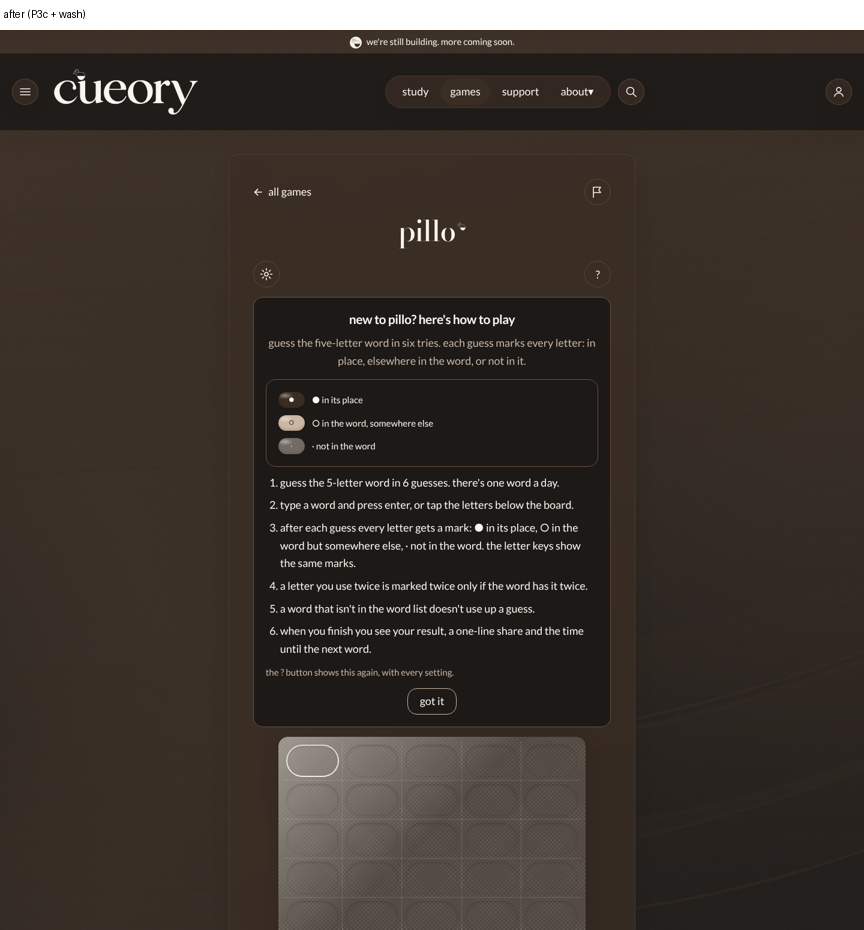 after (P3c + wash)
we're still building. more coming soon.
cueory
study games support about▾
← all games
pillo
?
new to pillo? here's how to play
guess the five-letter word in six tries. each guess marks every letter: in
place, elsewhere in the word, or not in it.
● in its place
○ in the word, somewhere else
· not in the word
1. guess the 5-letter word in 6 guesses. there's one word a day.
2. type a word and press enter, or tap the letters below the board.
3. after each guess every letter gets a mark: ● in its place, ○ in the
word but somewhere else, · not in the word. the letter keys show
the same marks.
4. a letter you use twice is marked twice only if the word has it twice.
5. a word that isn't in the word list doesn't use up a guess.
6. when you finish you see your result, a one-line share and the time
until the next word.
the ? button shows this again, with every setting.
got it